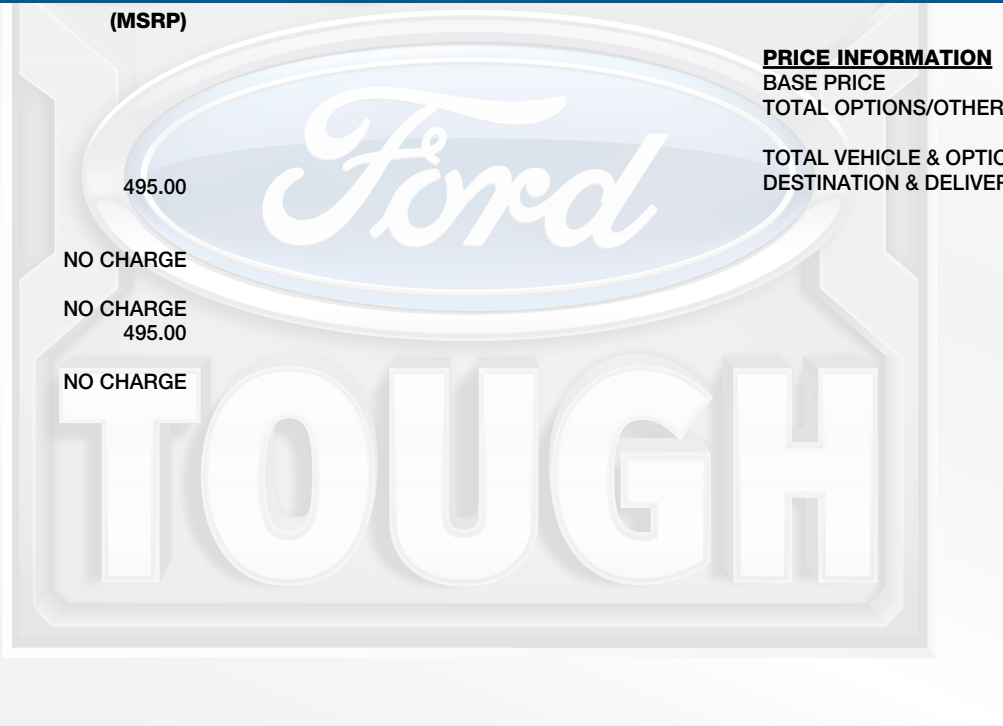 (MSRP)
495.00
NO CHARGE
NO CHARGE
495.00
NO CHARGE
PRICE INFORMATION
BASE PRICE
TOTAL OPTIONS/OTHER
TOTAL VEHICLE & OPTIO
DESTINATION & DELIVER
Ford
TOUGH